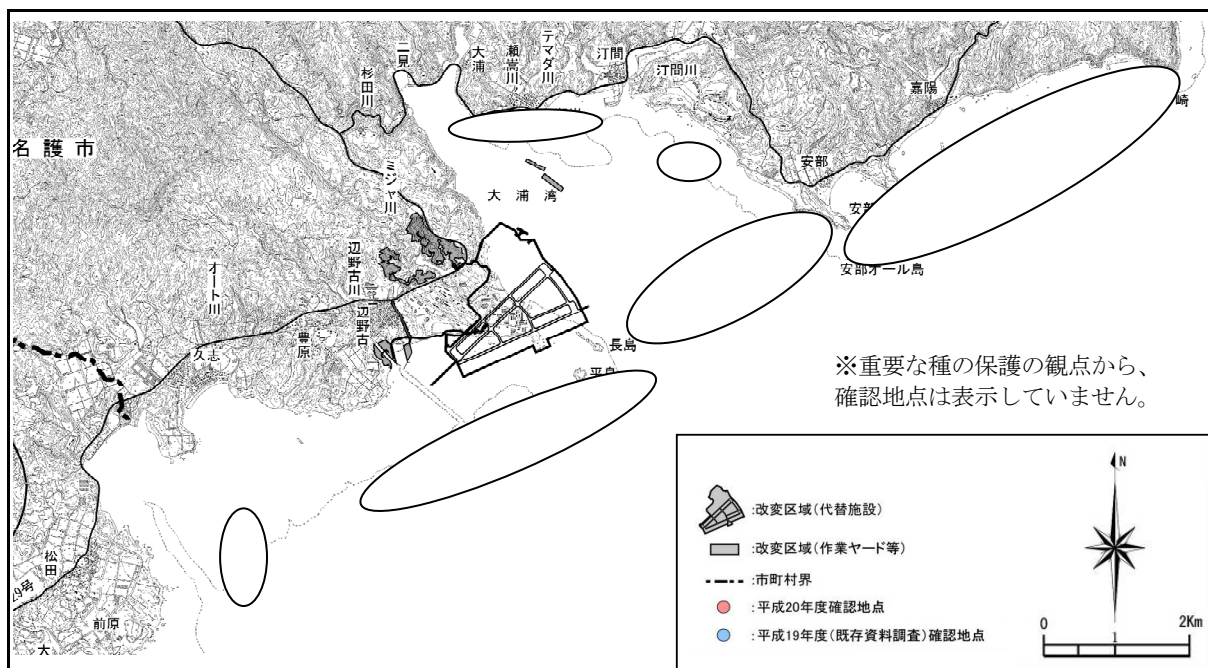 名護市
杉田川
二見
大浦
瀬嵩川
テマダ川
汀間
汀間川
嘉陽
崎
安部
安部オール島
大浦湾
ミジャ川
辺野古川
辺野古
オート川
久志
豊原
長島
平島
松田
29号
前原
大
※重要な種の保護の観点から、
確認地点は表示していません。
:改変区域(代替施設)
:改変区域(作業ヤード等)
:市町村界
:平成20年度確認地点
:平成19年度(既存資料調査)確認地点
N
0 1 2Km